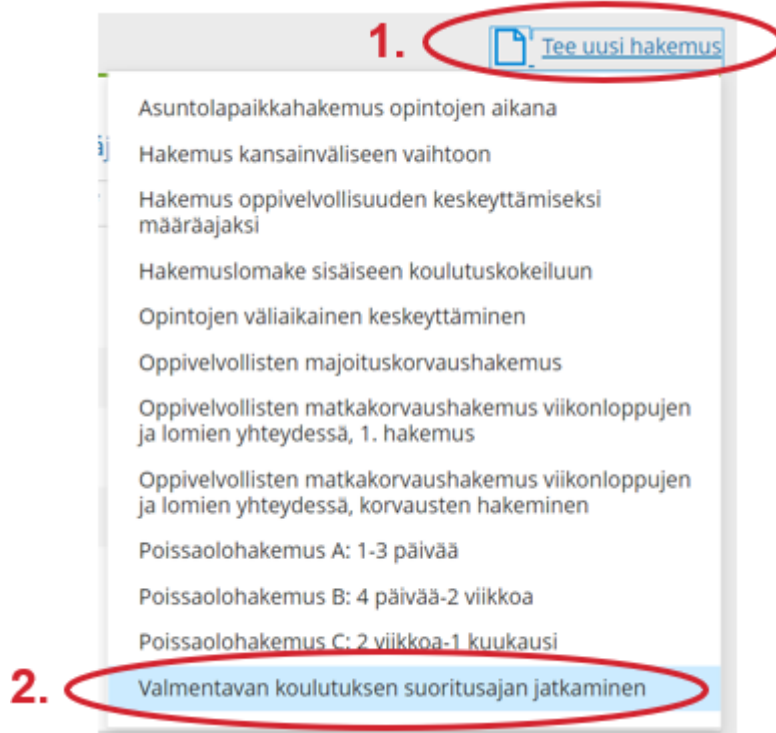 1.
Tee uusi hakemus
Asuntolapaikkahakemus opintojen aikana
Hakemus kansainväliseen vaihtoon
Hakemus oppivelvollisuuden keskeyttämiseksi
määräajaksi
Hakemuslomake sisäiseen koulutuskokeiluun
Opintojen väliaikainen keskeyttäminen
Oppivelvollisten majoituskorvaushakemus
Oppivelvollisten matkakorvaushakemus viikonloppujen
ja lomien yhteydessä, 1. hakemus
Oppivelvollisten matkakorvaushakemus viikonloppujen
ja lomien yhteydessä, korvausten hakeminen
Poissaolohakemus A: 1-3 päivää
Poissaolohakemus B: 4 päivää-2 viikkoa
Poissaolohakemus C: 2 viikkoa-1 kuukausi
2.
Valmentavan koulutuksen suoritusajan jatkaminen